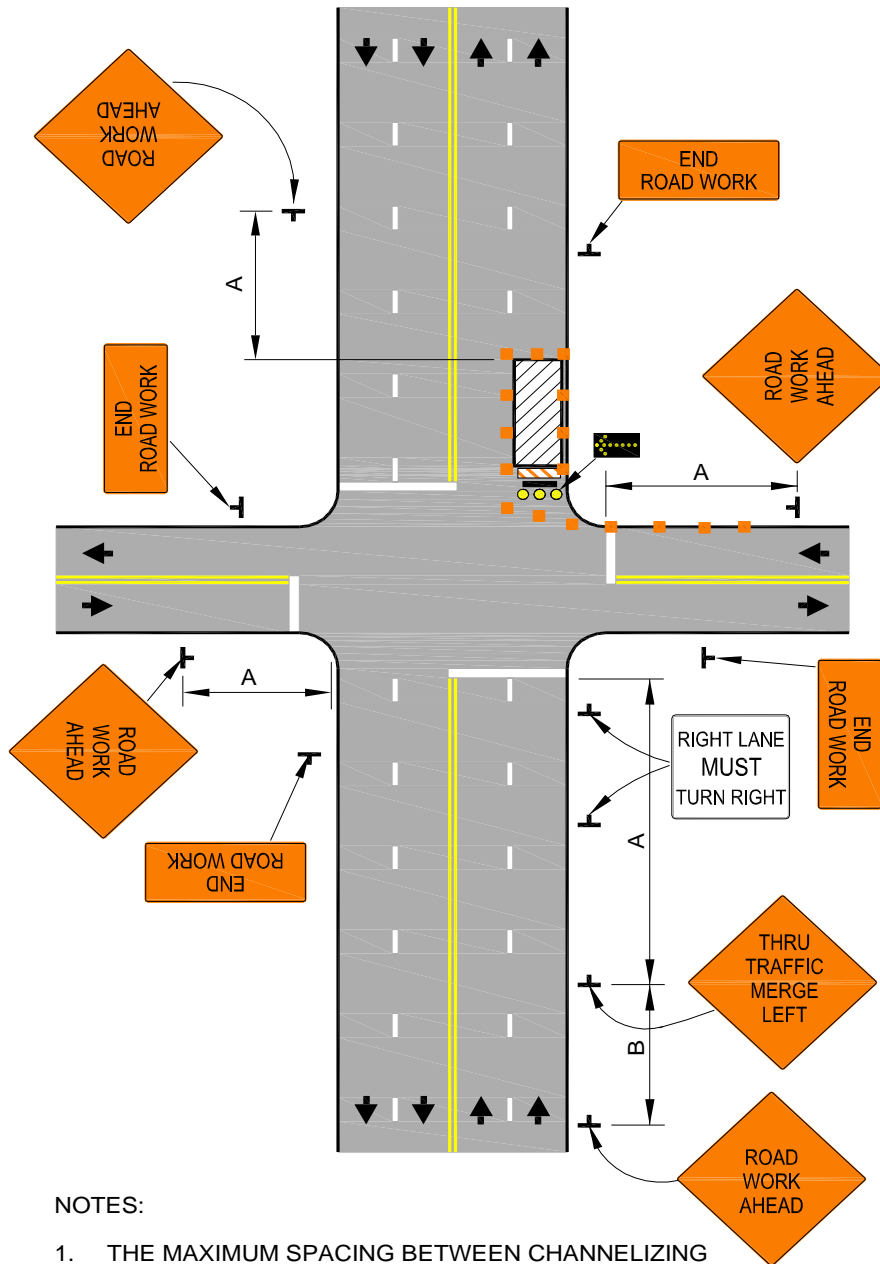 ROAD
WORK
AHEAD
END
ROAD WORK
A
ROAD
WORK
AHEAD
END
ROAD WORK
A
A
ROAD
WORK
AHEAD
RIGHT LANE
MUST
TURN RIGHT
END
ROAD WORK
A
END
ROAD WORK
THRU
TRAFFIC
MERGE
LEFT
B
ROAD
WORK
AHEAD
NOTES:
1. THE MAXIMUM SPACING BETWEEN CHANNELIZING